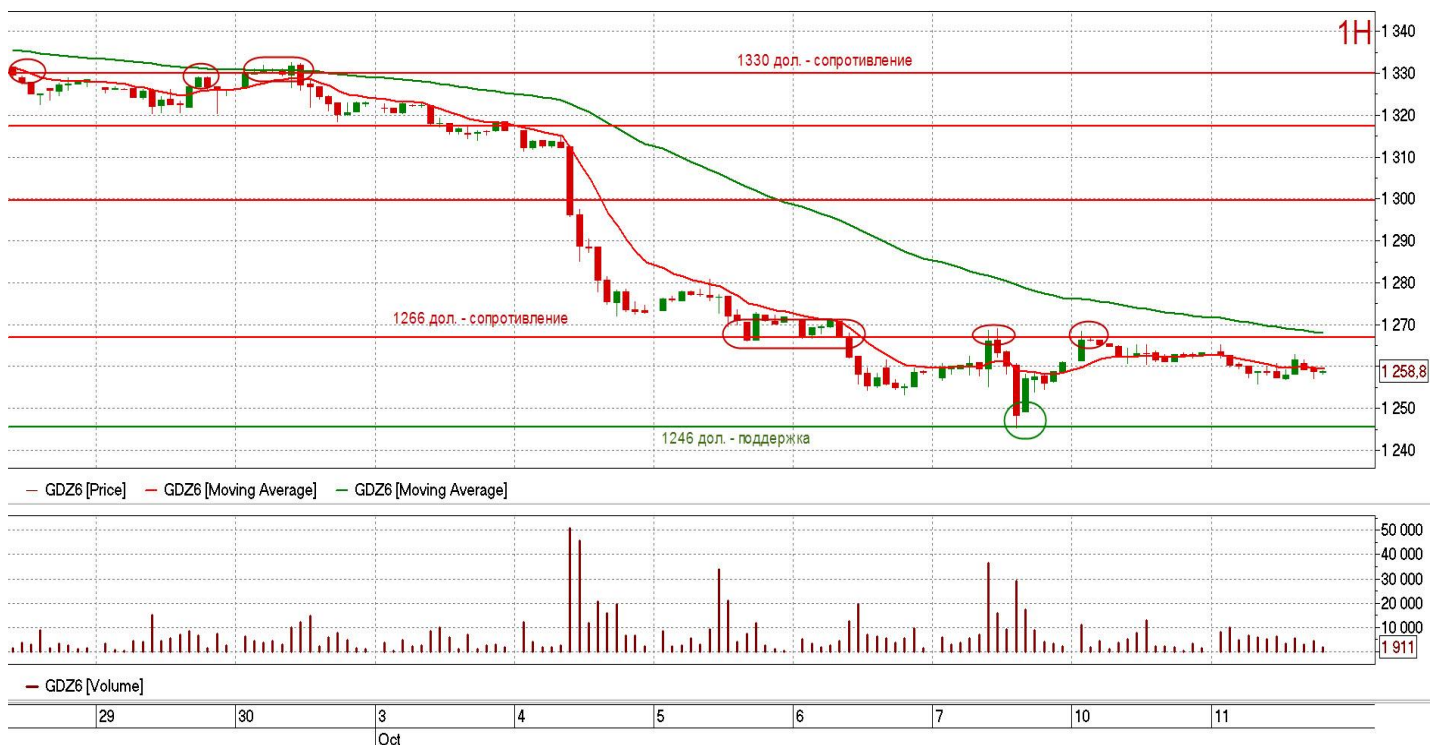 1H
1 340
1330 дол. - сопротивление
1 330
1 320
1 310
1 300
1 290
1 280
1266 дол. - сопротивление
1 270
1 258,8
1 250
1246 дол. - поддержка
1 240
GDZ6 [Price] GDZ6 [Moving Average] GDZ6 [Moving Average]
50 000
40 000
30 000
20 000
10 000
1 911
GDZ6 [Volume]
29 30 3 4 5 6 7 10 11
Oct